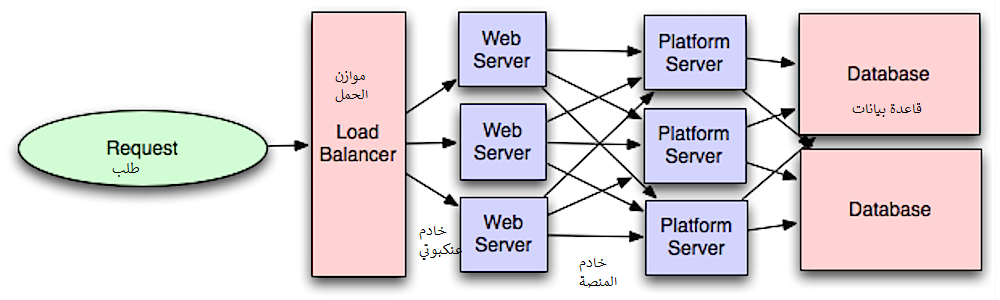 Request
طلب
موازن
الحمل
Load
Balancer
Web
Server
Web
Server
Web
Server
خادم
عنكبوتي
Platform
Server
Platform
Server
Platform
Server
خادم
المنصة
Database
قاعدة بيانات
Database